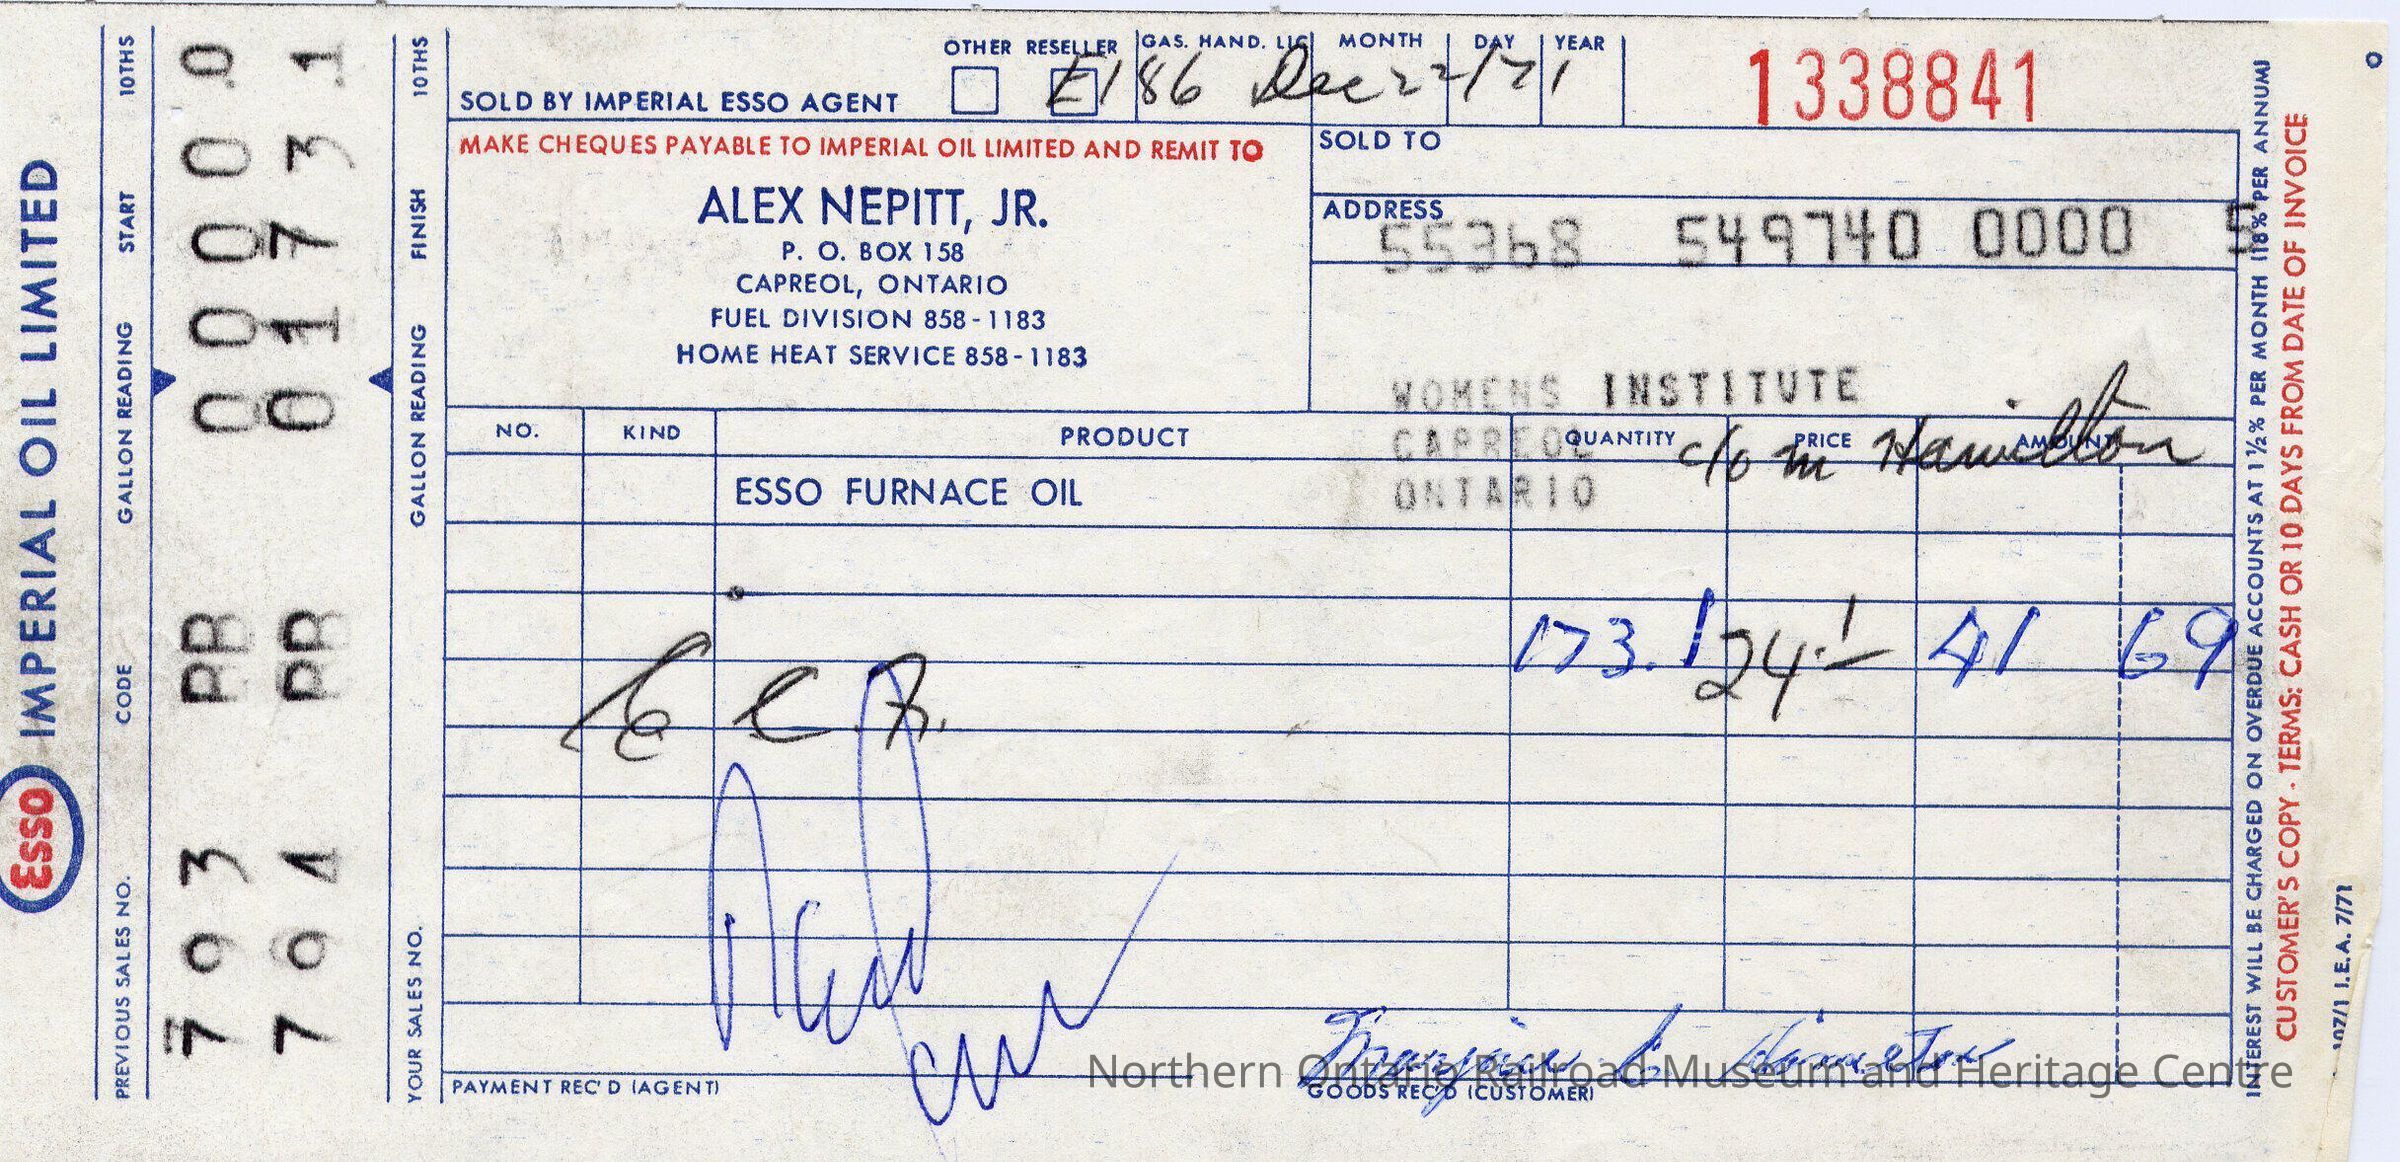 ESSO IMPERIAL OIL LIMITED
PREVIOUS SALES NO. CODE GALLON READING START 10THS
793 PR 0000.0
794 PR 0173 1
YOUR SALES NO. GALLON READING FINISH 10THS
OTHER RESELLER GAS. HAND. LIC MONTH DAY YEAR
SOLD BY IMPERIAL ESSO AGENT E186 Dec 22/71 1338841
MAKE CHEQUES PAYABLE TO IMPERIAL OIL LIMITED AND REMIT TO
ALEX NEPITT, JR.
P. O. BOX 158
CAPREOL, ONTARIO
FUEL DIVISION 858-1183
HOME HEAT SERVICE 858-1183
SOLD TO
ADDRESS
55368 549740 0000 5
WOMENS INSTITUTE
CAPREOL c/o M Hamilton
ONTARIO
NO. KIND PRODUCT QUANTITY PRICE AMOUNT
ESSO FURNACE OIL
173.1 24.1 41 69
PAYMENT REC'D (AGENT)
GOODS REC'D (CUSTOMER)
Northern Ontario Railroad Museum and Heritage Centre
INTEREST WILL BE CHARGED ON OVERDUE ACCOUNTS AT 1½% PER MONTH (18% PER ANNUM)
CUSTOMER'S COPY - TERMS: CASH OR 10 DAYS FROM DATE OF INVOICE
I.E.A. 7/71